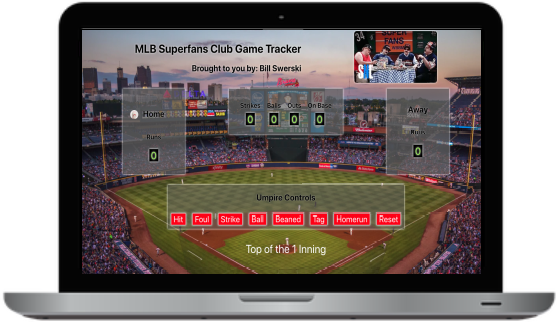 MLB Superfans Club Game Tracker
Brought to you by: Bill Swerski
SUPER
FANS
Home
Runs
0
Strikes Balls Outs On Base
0 0 0 0
Away
Runs
0
Umpire Controls
Hit Foul Strike Ball Beaned Tag Homerun Reset
Top of the 1 Inning